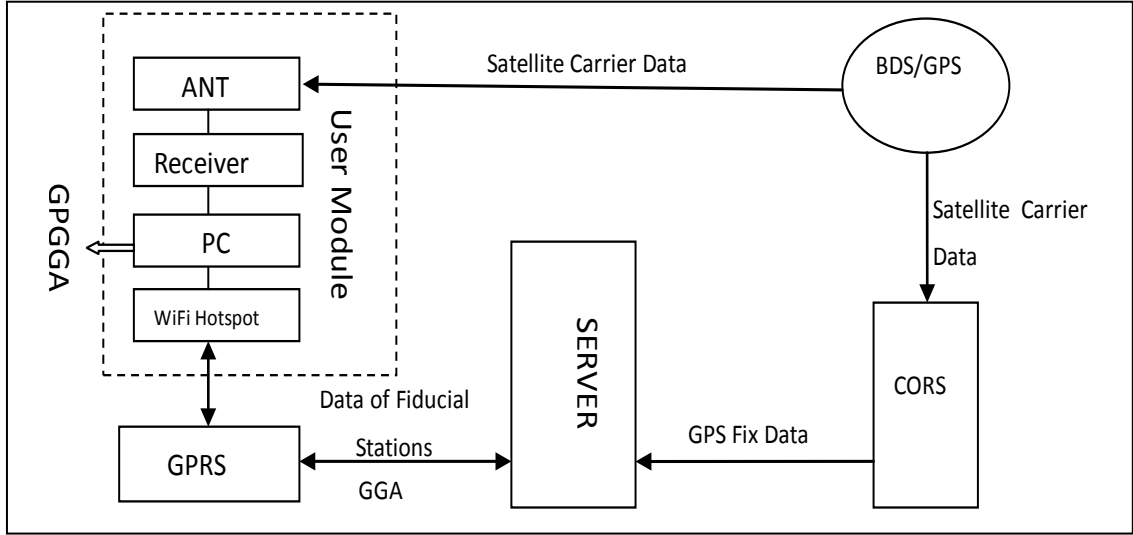 ANT
Receiver
PC
WiFi Hotspot
User Module
GPGGA
Satellite Carrier Data
BDS/GPS
Satellite Carrier
Data
CORS
GPS Fix Data
SERVER
Data of Fiducial
Stations
GGA
GPRS